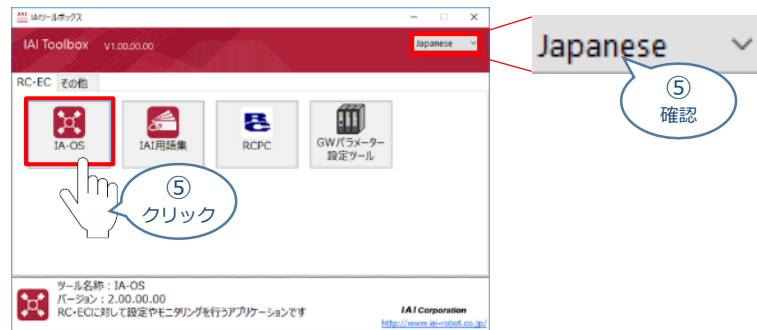 IAIツールボックス
IAI Toolbox v1.00.00.00
Japanese
Japanese
⑤
確認
RC・EC その他
IA-OS
IAI用語集
RCPC
GWパラメーター
設定ツール
⑤
クリック
ツール名称：IA-OS
バージョン：2.00.00.00
RC・ECに対して設定やモニタリングを行うアプリケーションです
IAI Corporation
http://www.iai-robot.co.jp/